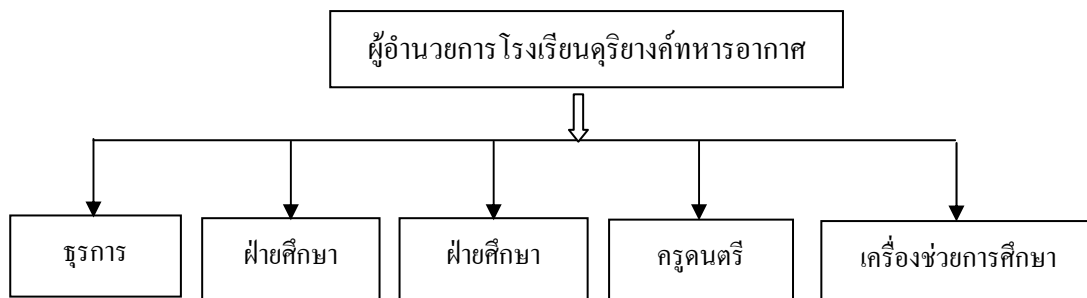 ผู้อำนวยการโรงเรียนดุริยางค์ทหารอากาศ
ธุรการ
ฝ่ายศึกษา
ฝ่ายศึกษา
ครูดนตรี
เครื่องช่วยการศึกษา